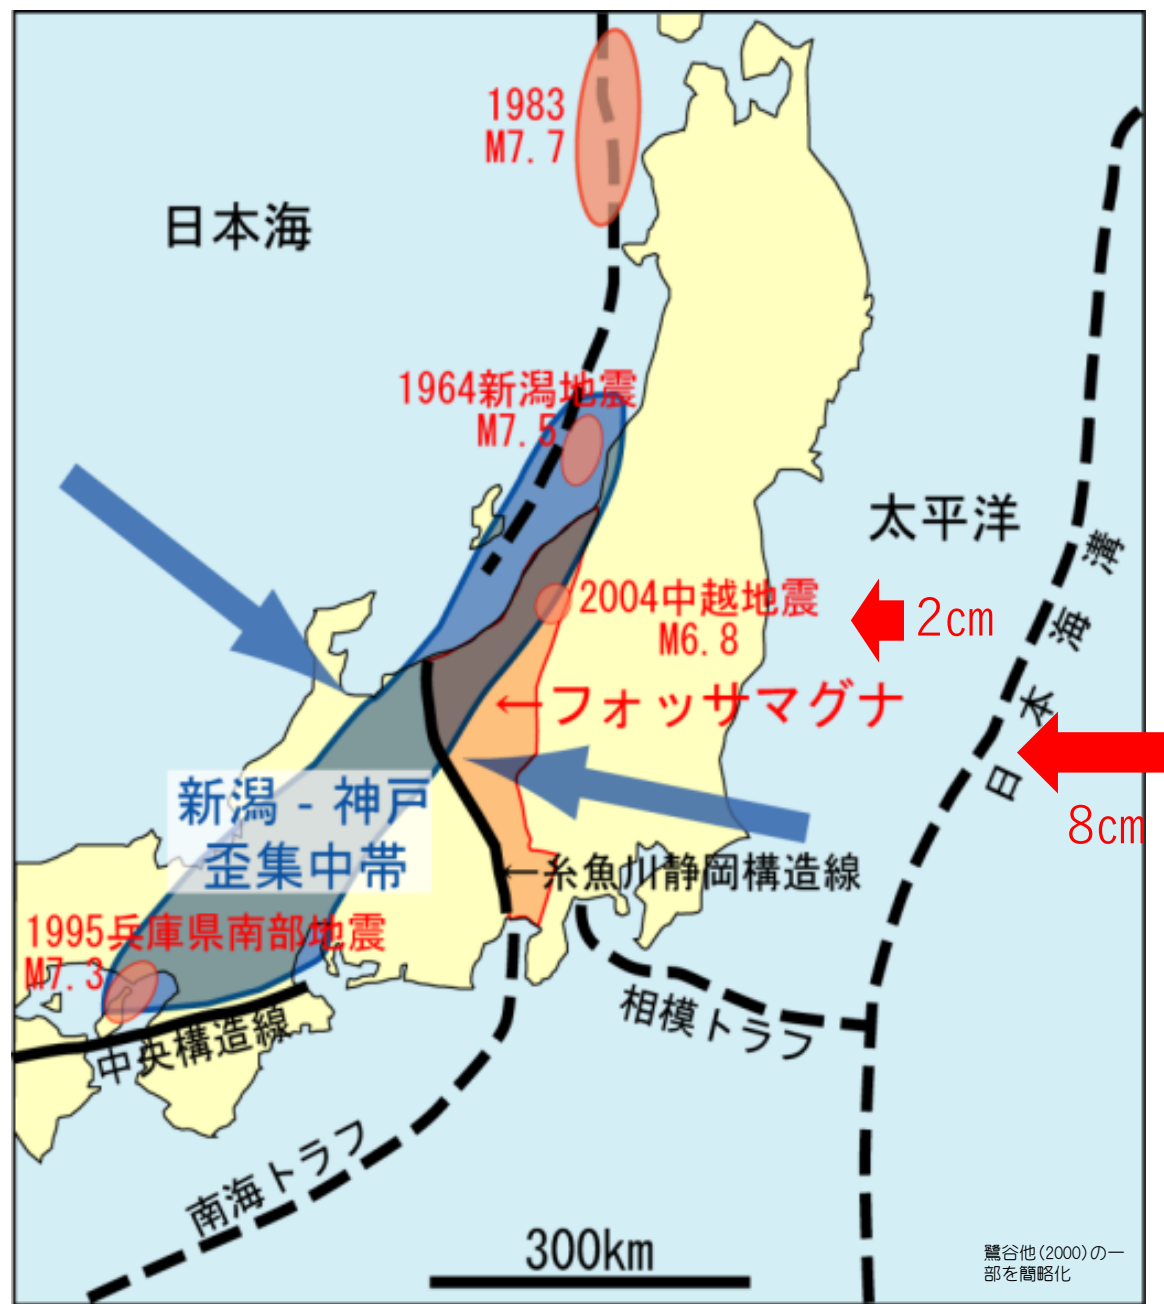 1983
M7.7
日本海
1964新潟地震
M7.5
太平洋
日本海溝
2004中越地震
M6.8
2cm
←フォッサマグナ
8cm
新潟-神戸
歪集中帯
←糸魚川静岡構造線
1995兵庫県南部地震
M7.3
中央構造線
相模トラフ
南海トラフ
300km
鷺谷他(2000)の一
部を簡略化